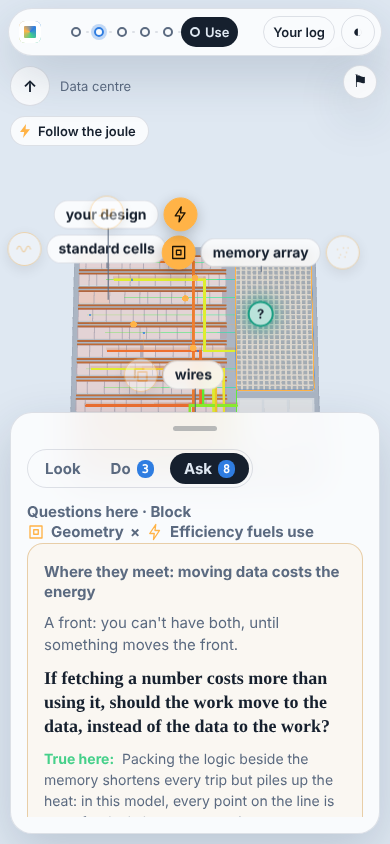 Use
Your log
Data centre
Follow the joule
your design
standard cells
memory array
?
wires
Look
Do 3
Ask 8
Questions here · Block
Geometry × Efficiency fuels use
Where they meet: moving data costs the
energy
A front: you can't have both, until
something moves the front.
If fetching a number costs more than
using it, should the work move to the
data, instead of the data to the work?
True here: Packing the logic beside the
memory shortens every trip but piles up the
heat: in this model, every point on the line is